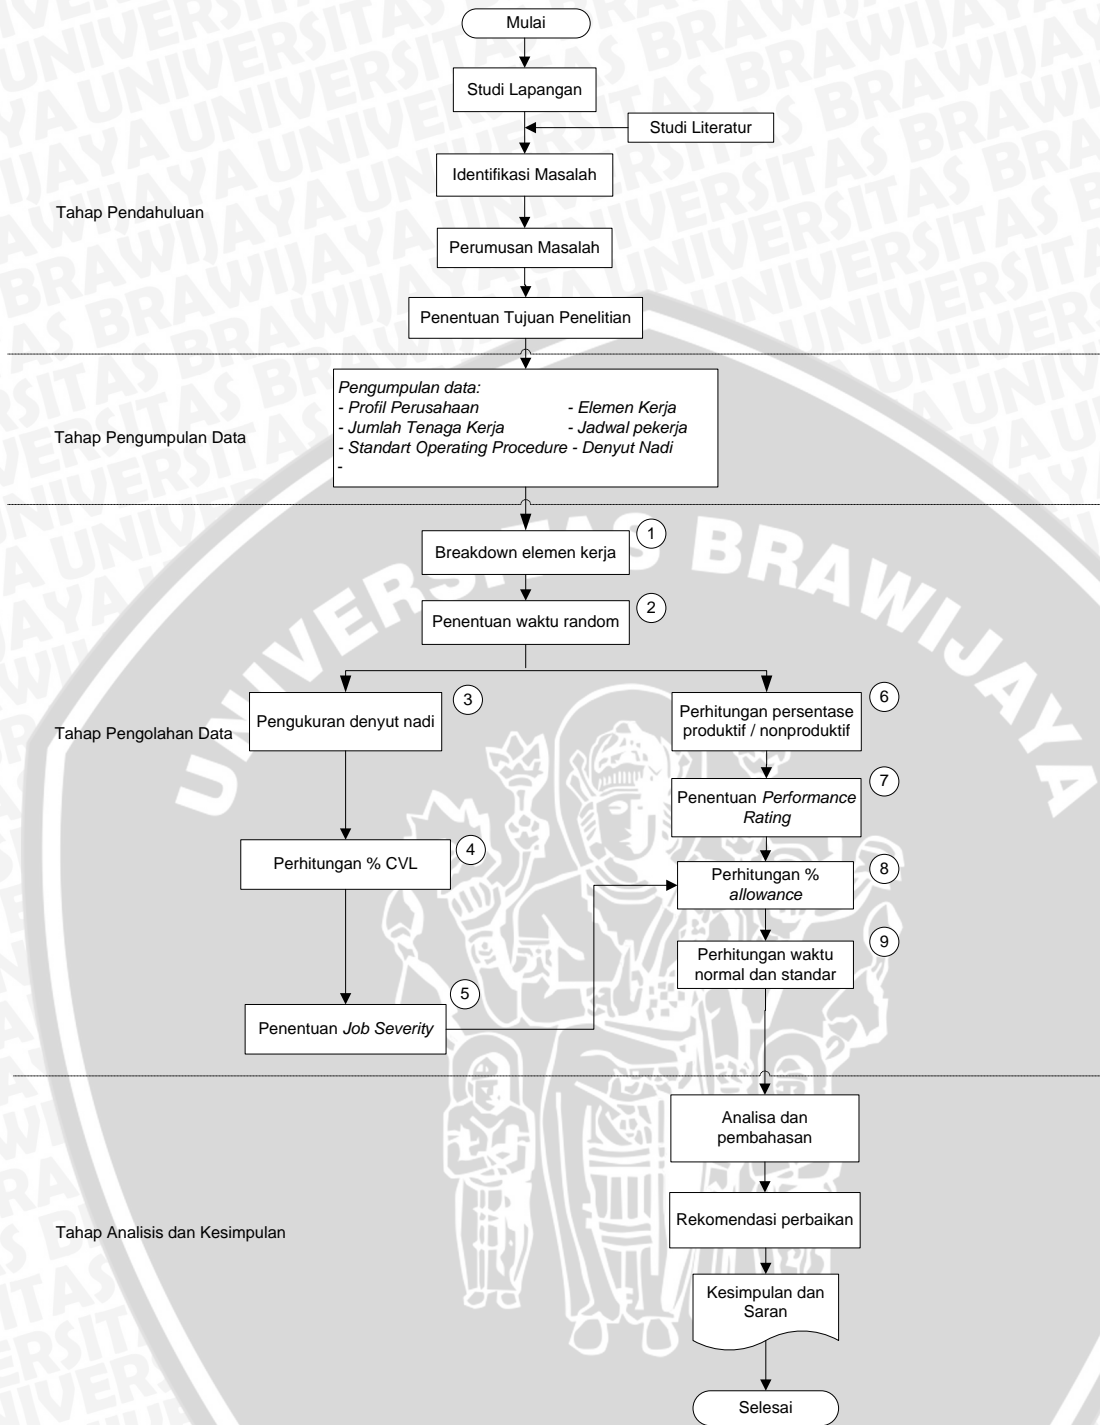 Mulai
Studi Lapangan
Studi Literatur
Identifikasi Masalah
Tahap Pendahuluan
Perumusan Masalah
Penentuan Tujuan Penelitian
Pengumpulan data:
- Profil Perusahaan - Elemen Kerja
- Jumlah Tenaga Kerja - Jadwal pekerja
- Standart Operating Procedure - Denyut Nadi
-
Tahap Pengumpulan Data
1
Breakdown elemen kerja
2
Penentuan waktu random
3
Pengukuran denyut nadi
6
Perhitungan persentase
produktif / nonproduktif
Tahap Pengolahan Data
7
Penentuan Performance
Rating
4
Perhitungan % CVL
8
Perhitungan %
allowance
9
Perhitungan waktu
normal dan standar
5
Penentuan Job Severity
Analisa dan
pembahasan
Rekomendasi perbaikan
Tahap Analisis dan Kesimpulan
Kesimpulan dan
Saran
Selesai
UNIVERSITAS BRAWIJAYA